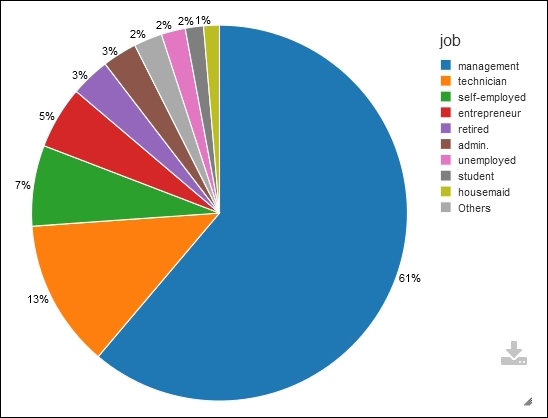 2% 1%
2%
2%
3%
3%
5%
7%
13%
61%
job
management
technician
self-employed
entrepreneur
retired
admin.
unemployed
student
housemaid
Others